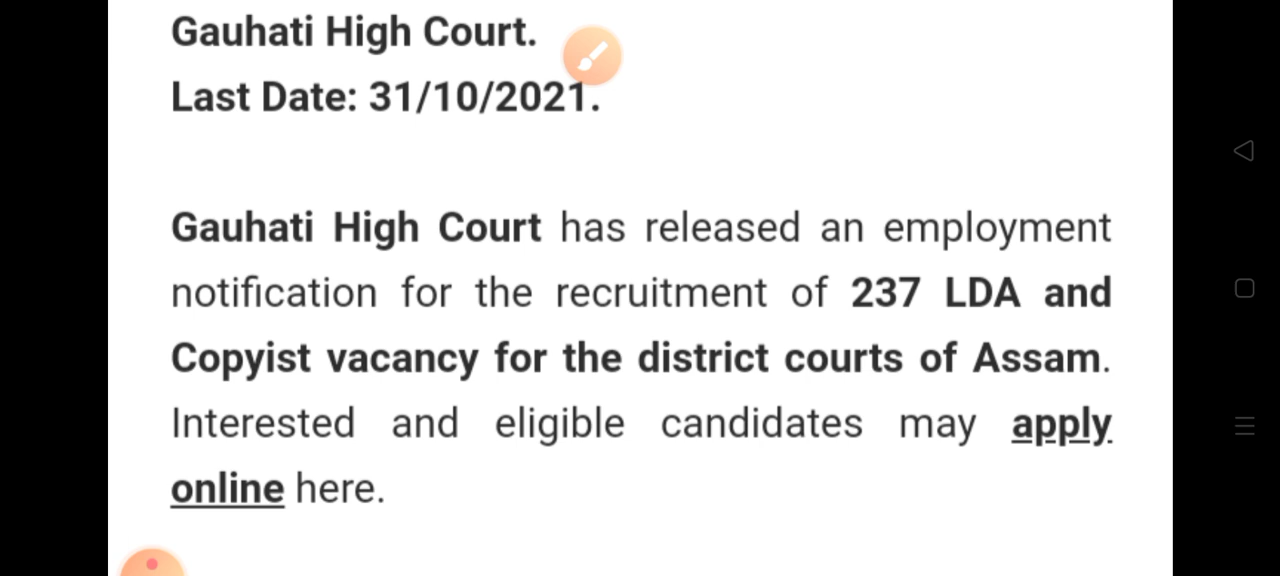 Gauhati High Court.
Last Date: 31/10/2021.
Gauhati High Court has released an employment
notification for the recruitment of 237 LDA and
Copyist vacancy for the district courts of Assam.
Interested and eligible candidates may apply
online here.